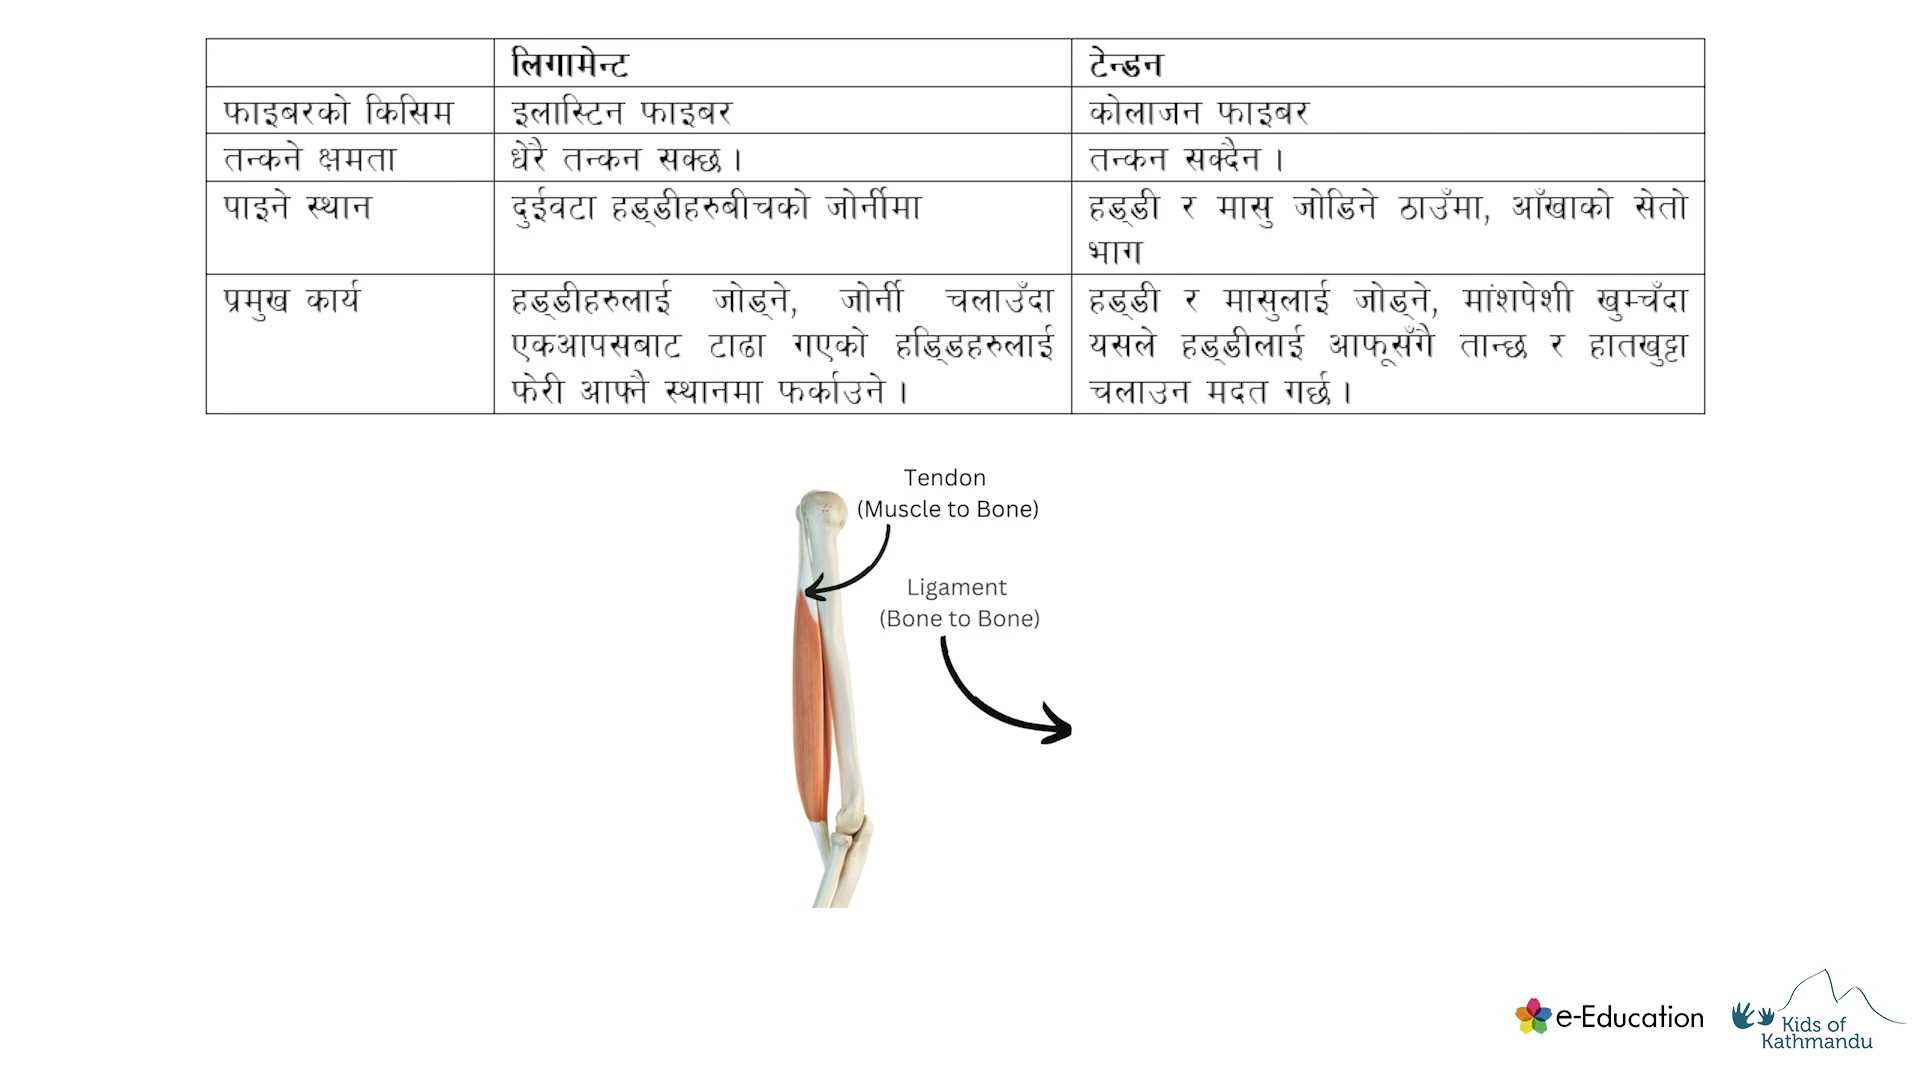 लिगामेन्ट टेन्डन
फाइबरको किसिम इलास्टिन फाइबर कोलाजन फाइबर
तन्कने क्षमता धेरै तन्कन सक्छ। तन्कन सक्दैन।
पाइने स्थान दुईवटा हड्डीहरुबीचको जोर्नीमा हड्डी र मासु जोडिने ठाउँमा, आँखाको सेतो
भाग
प्रमुख कार्य हड्डीहरुलाई जोड्ने, जोर्नी चलाउँदा हड्डी र मासुलाई जोड्ने, मांशपेशी खुम्चँदा
एकआपसबाट टाढा गएको हड्डिहरुलाई यसले हड्डीलाई आफूसँगै तान्छ र हातखुट्टा
फेरी आफ्नै स्थानमा फर्काउने। चलाउन मदत गर्छ।
Tendon
(Muscle to Bone)
Ligament
(Bone to Bone)
e-Education
Kids of
Kathmandu